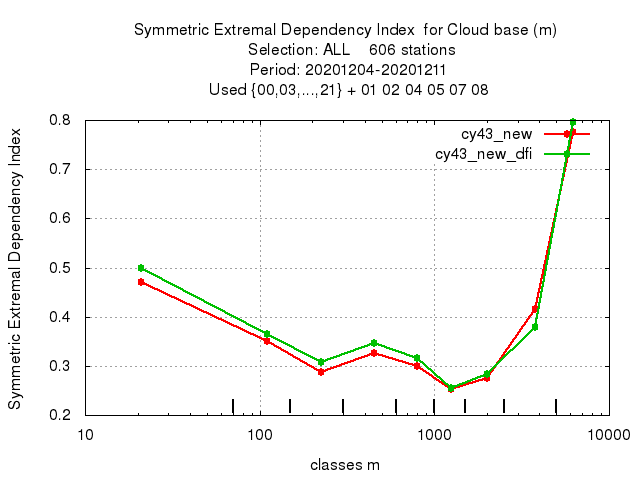 Symmetric Extremal Dependency Index  for Cloud base (m)
Selection: ALL    606 stations
Period: 20201204-20201211
Used {00,03,...,21} + 01 02 04 05 07 08
Symmetric Extremal Dependency Index
0.8
0.7
0.6
0.5
0.4
0.3
0.2
cy43_new
cy43_new_dfi
10
100
1000
10000
classes m